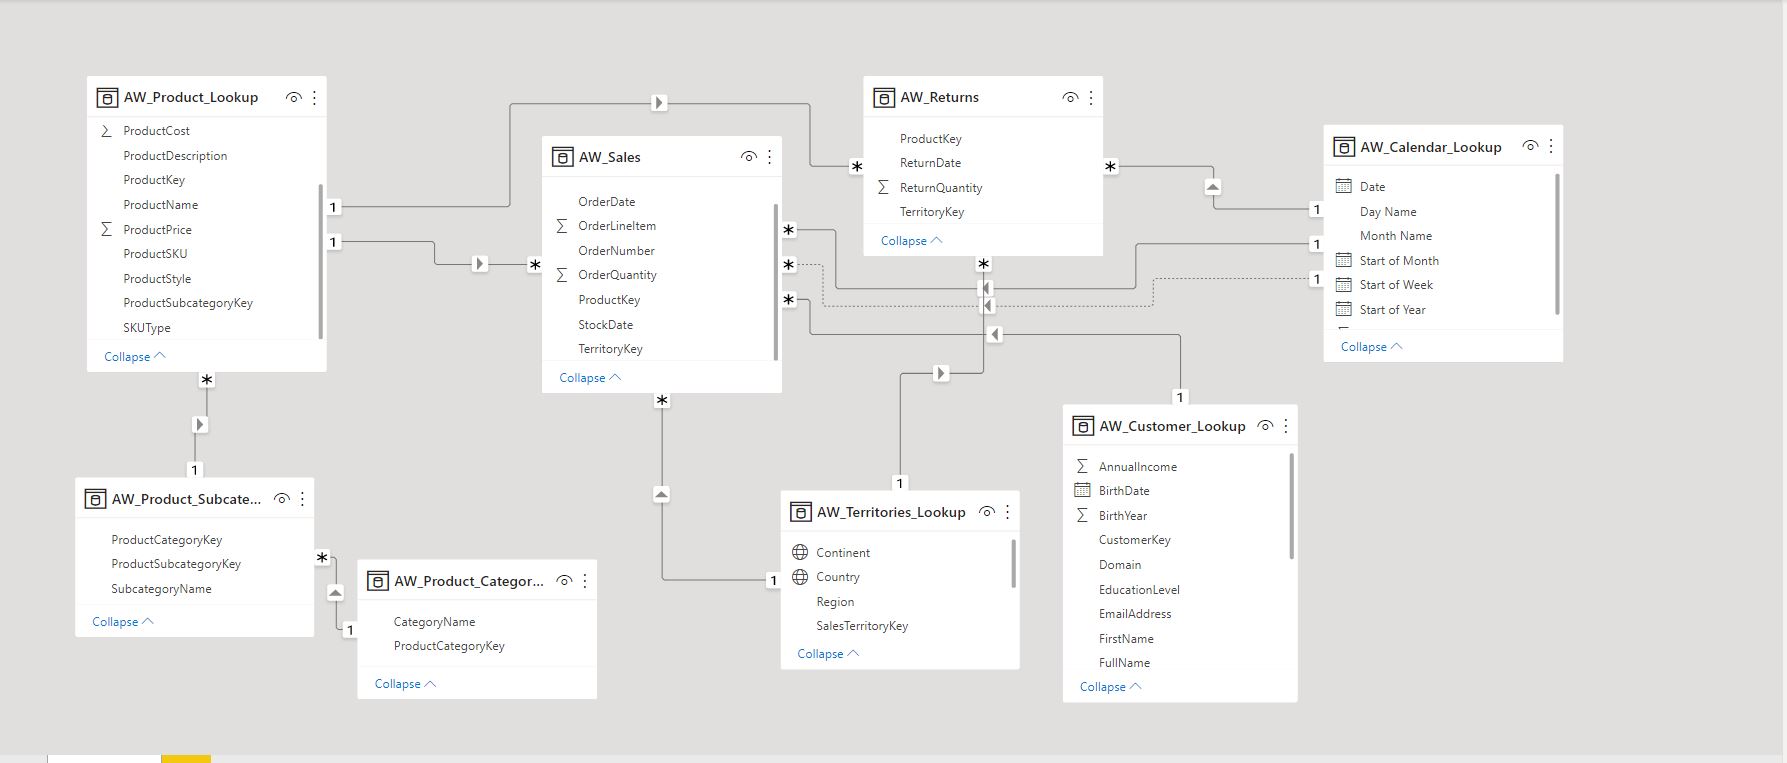 AW_Product_Lookup
ProductCost
ProductDescription
ProductKey
ProductName
ProductPrice
ProductSKU
ProductStyle
ProductSubcategoryKey
SKUType
Collapse
1
1
*
*
1
AW_Sales
OrderDate
OrderLineItem
OrderNumber
OrderQuantity
ProductKey
StockDate
TerritoryKey
Collapse
*
*
*
*
AW_Returns
ProductKey
ReturnDate
ReturnQuantity
TerritoryKey
Collapse
*
*
*
AW_Calendar_Lookup
Date
Day Name
Month Name
Start of Month
Start of Week
Start of Year
Collapse
1
1
1
AW_Product_Subcate...
ProductCategoryKey
ProductSubcategoryKey
SubcategoryName
Collapse
*
1
AW_Product_Categor...
CategoryName
ProductCategoryKey
Collapse
1
AW_Territories_Lookup
Continent
Country
Region
SalesTerritoryKey
Collapse
1
1
AW_Customer_Lookup
AnnualIncome
BirthDate
BirthYear
CustomerKey
Domain
EducationLevel
EmailAddress
FirstName
FullName
Collapse